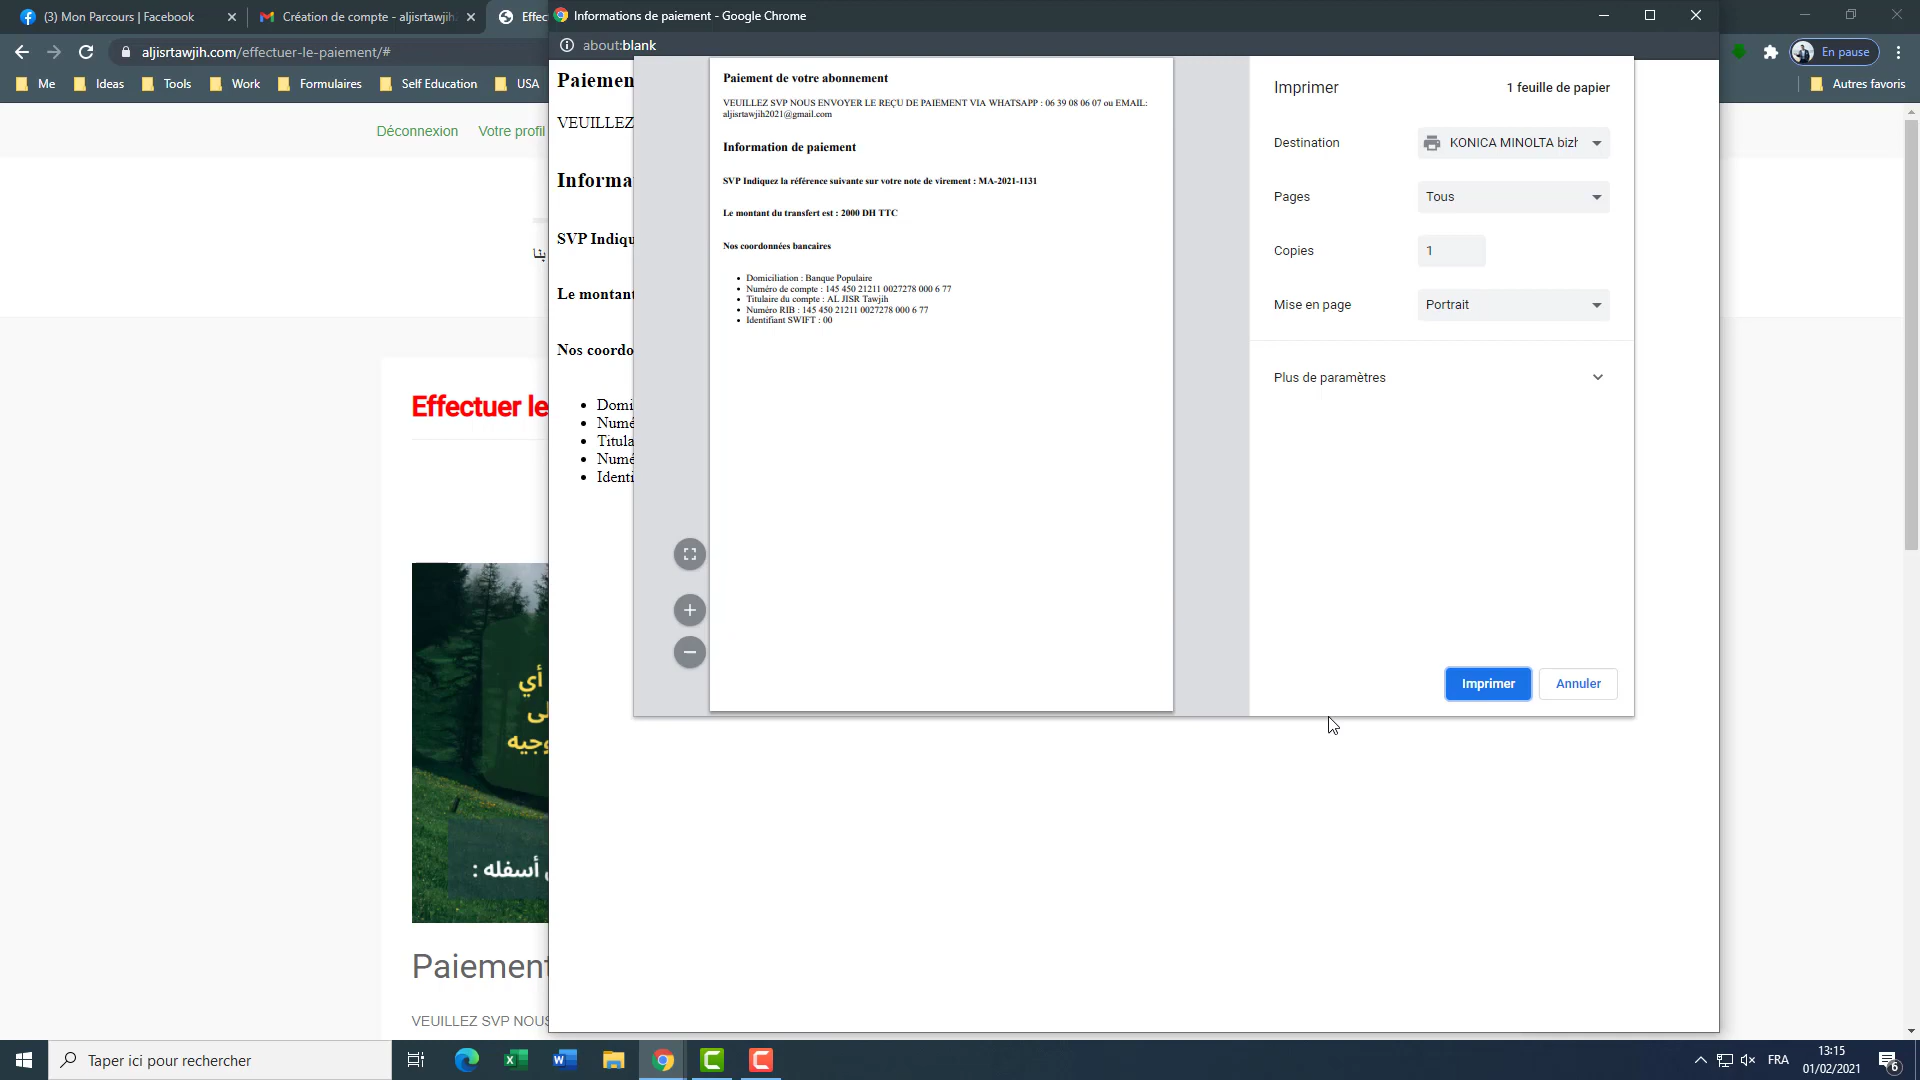 (3) Mon Parcours | Facebook
Création de compte - aljisrtawjih
Effec
Informations de paiement - Google Chrome
aljisrtawjih.com/effectuer-le-paiement/#
about:blank
En pause
Me
Ideas
Tools
Work
Formulaires
Self Education
USA
Autres favoris
Déconnexion
Votre profil
Effectuer le
أي
أسفله :
Paiement
VEUILLEZ SVP NOUS
Paiemen
VEUILLEZ
Informa
SVP Indiqu
Le montant
Nos coordo
Domi
Numé
Titula
Numé
Identi
Paiement de votre abonnement
VEUILLEZ SVP NOUS ENVOYER LE REÇU DE PAIEMENT VIA WHATSAPP : 06 39 08 06 07 ou EMAIL:
aljisrtawjih2021@gmail.com
Information de paiement
SVP Indiquez la référence suivante sur votre note de virement : MA-2021-1131
Le montant du transfert est : 2000 DH TTC
Nos coordonnées bancaires
Domiciliation : Banque Populaire
Numéro de compte : 145 450 21211 0027278 000 6 77
Titulaire du compte : AL JISR Tawjih
Numéro RIB : 145 450 21211 0027278 000 6 77
Identifiant SWIFT : 00
Imprimer
1 feuille de papier
Destination
KONICA MINOLTA bizh
Pages
Tous
Copies
1
Mise en page
Portrait
Plus de paramètres
Imprimer
Annuler
Taper ici pour rechercher
FRA
13:15
01/02/2021
6